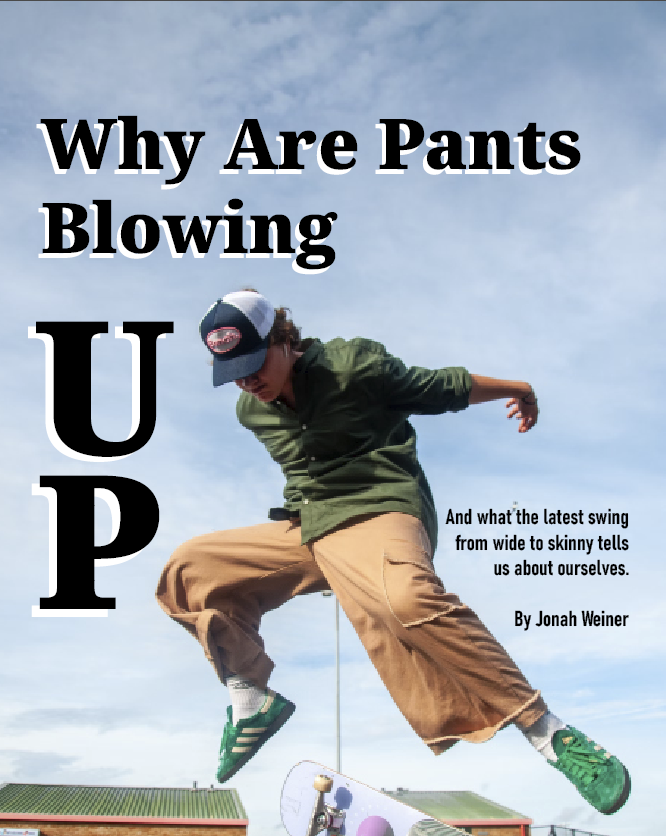 Why Are Pants
Blowing
U
P
And what the latest swing
from wide to skinny tells
us about ourselves.
By Jonah Weiner